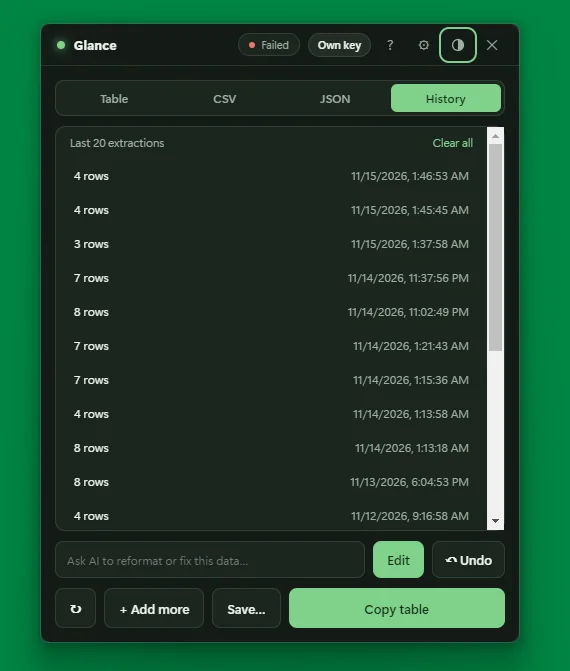 Glance Failed Own key ?
Table CSV JSON History
Last 20 extractions Clear all
4 rows 11/15/2026, 1:46:53 AM
4 rows 11/15/2026, 1:45:45 AM
3 rows 11/15/2026, 1:37:58 AM
7 rows 11/14/2026, 11:37:56 PM
8 rows 11/14/2026, 11:02:49 PM
7 rows 11/14/2026, 1:21:43 AM
7 rows 11/14/2026, 1:15:36 AM
4 rows 11/14/2026, 1:13:58 AM
8 rows 11/14/2026, 1:13:18 AM
8 rows 11/13/2026, 6:04:53 PM
4 rows 11/12/2026, 9:16:58 AM
Ask AI to reformat or fix this data... Edit Undo
+ Add more Save... Copy table